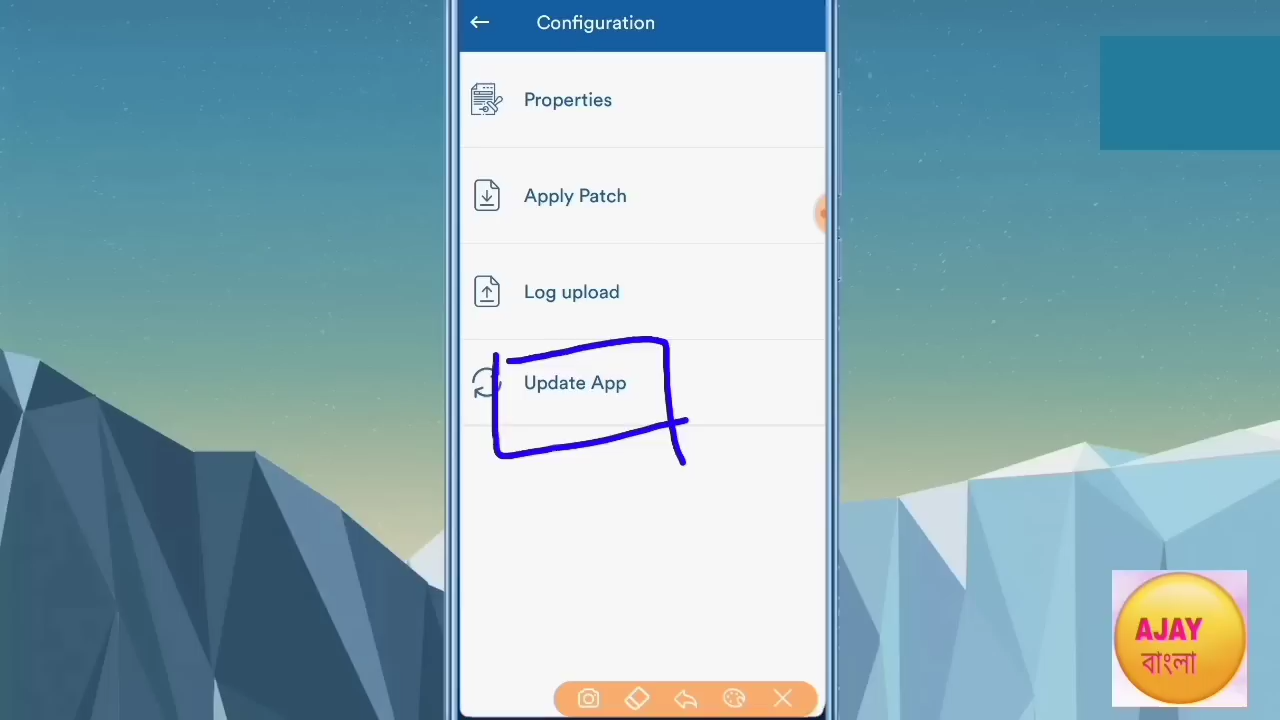 Configuration
Properties
Apply Patch
Log upload
Update App
AJAY
বাংলা